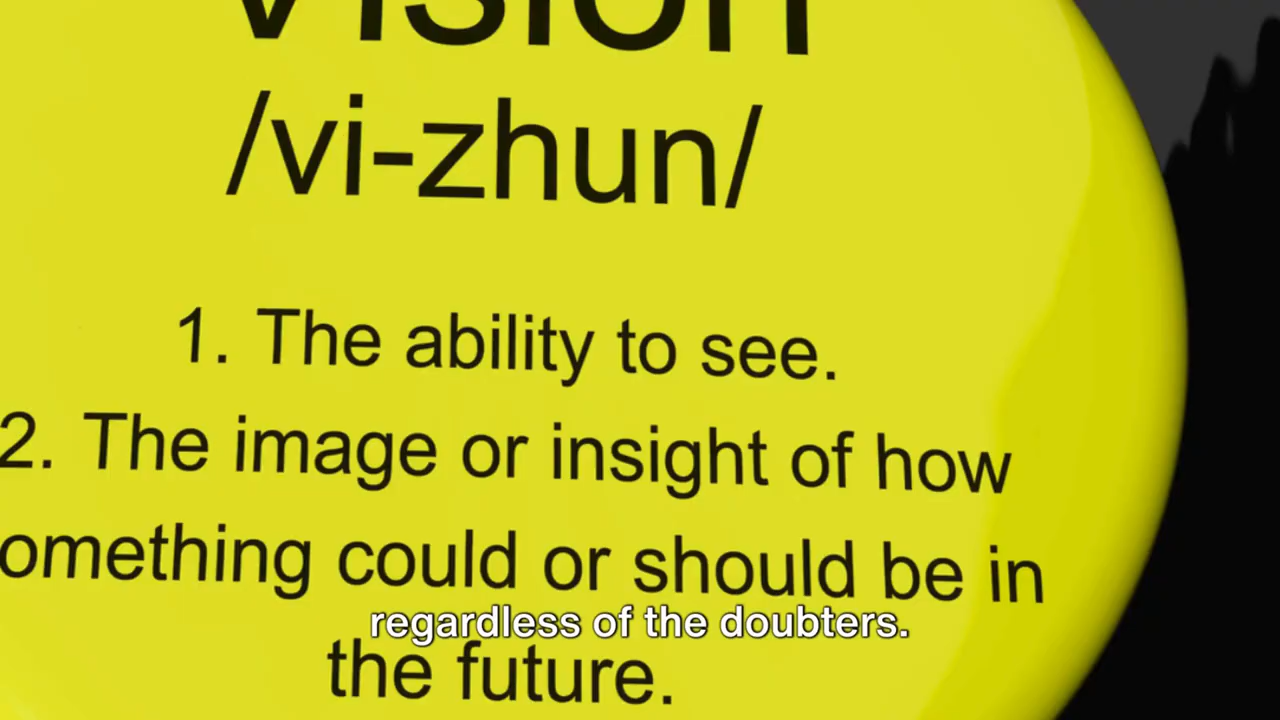 vision
/vi-zhun/
1. The ability to see.
2. The image or insight of how
omething could or should be in
regardless of the doubters.
the future.